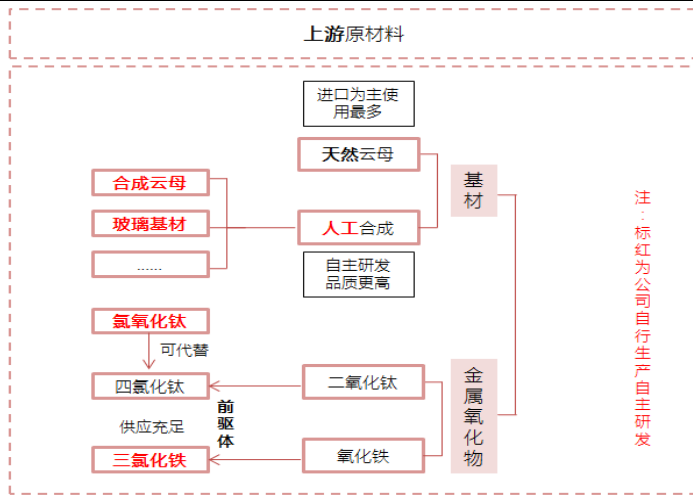 上游原材料
进口为主使
用最多
天然云母
基
材
合成云母
玻璃基材
......
人工合成
自主研发
品质更高
氯氧化钛
可代替
四氯化钛
二氧化钛
供应充足
前
驱
体
三氯化铁
氧化铁
金
属
氧
化
物
注
：
标
红
为
公
司
自
行
生
产
自
主
研
发